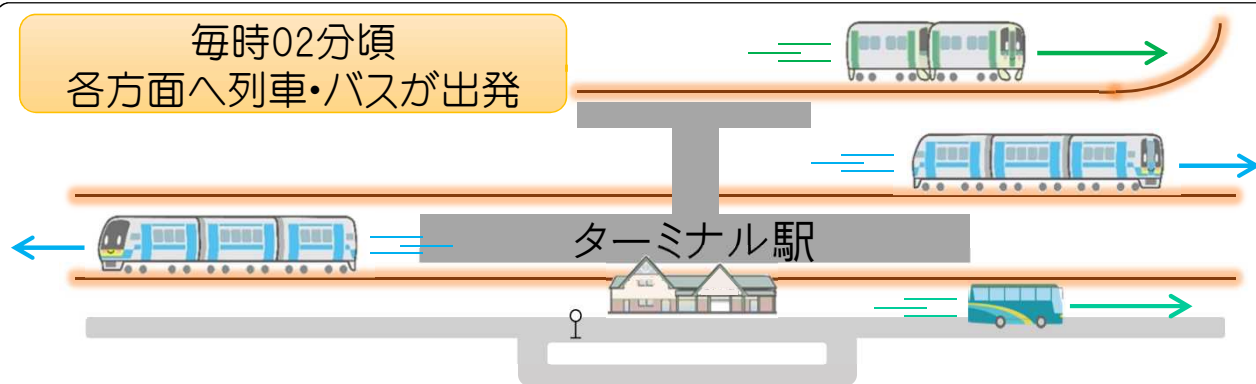 毎時02分頃
各方面へ列車・バスが出発
ターミナル駅